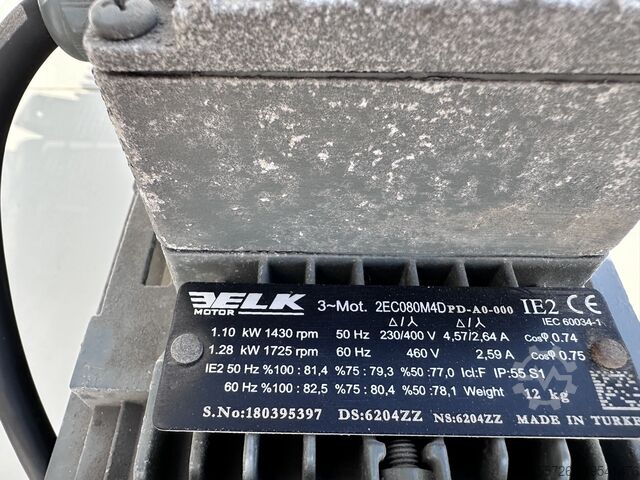 ELK 3~Mot. 2EC080M4D PD-A0-000 IE2 CE
MOTOR IEC 60034-1
Δ/⅄ Δ/⅄
1.10 kW 1430 rpm 50 Hz 230/400 V 4,57/2,64 A Cosφ 0.74
1.28 kW 1725 rpm 60 Hz 460 V 2,59 A Cosφ 0.75
IE2 50 Hz %100 : 81,4 %75 : 79,3 %50 :77,0 Icl:F IP:55 S1
60 Hz %100 : 82,5 %75 : 80,4 %50 :78,1 Weight 12 kg
S.No:180395397 DS:6204ZZ NS:6204ZZ MADE IN TURKE